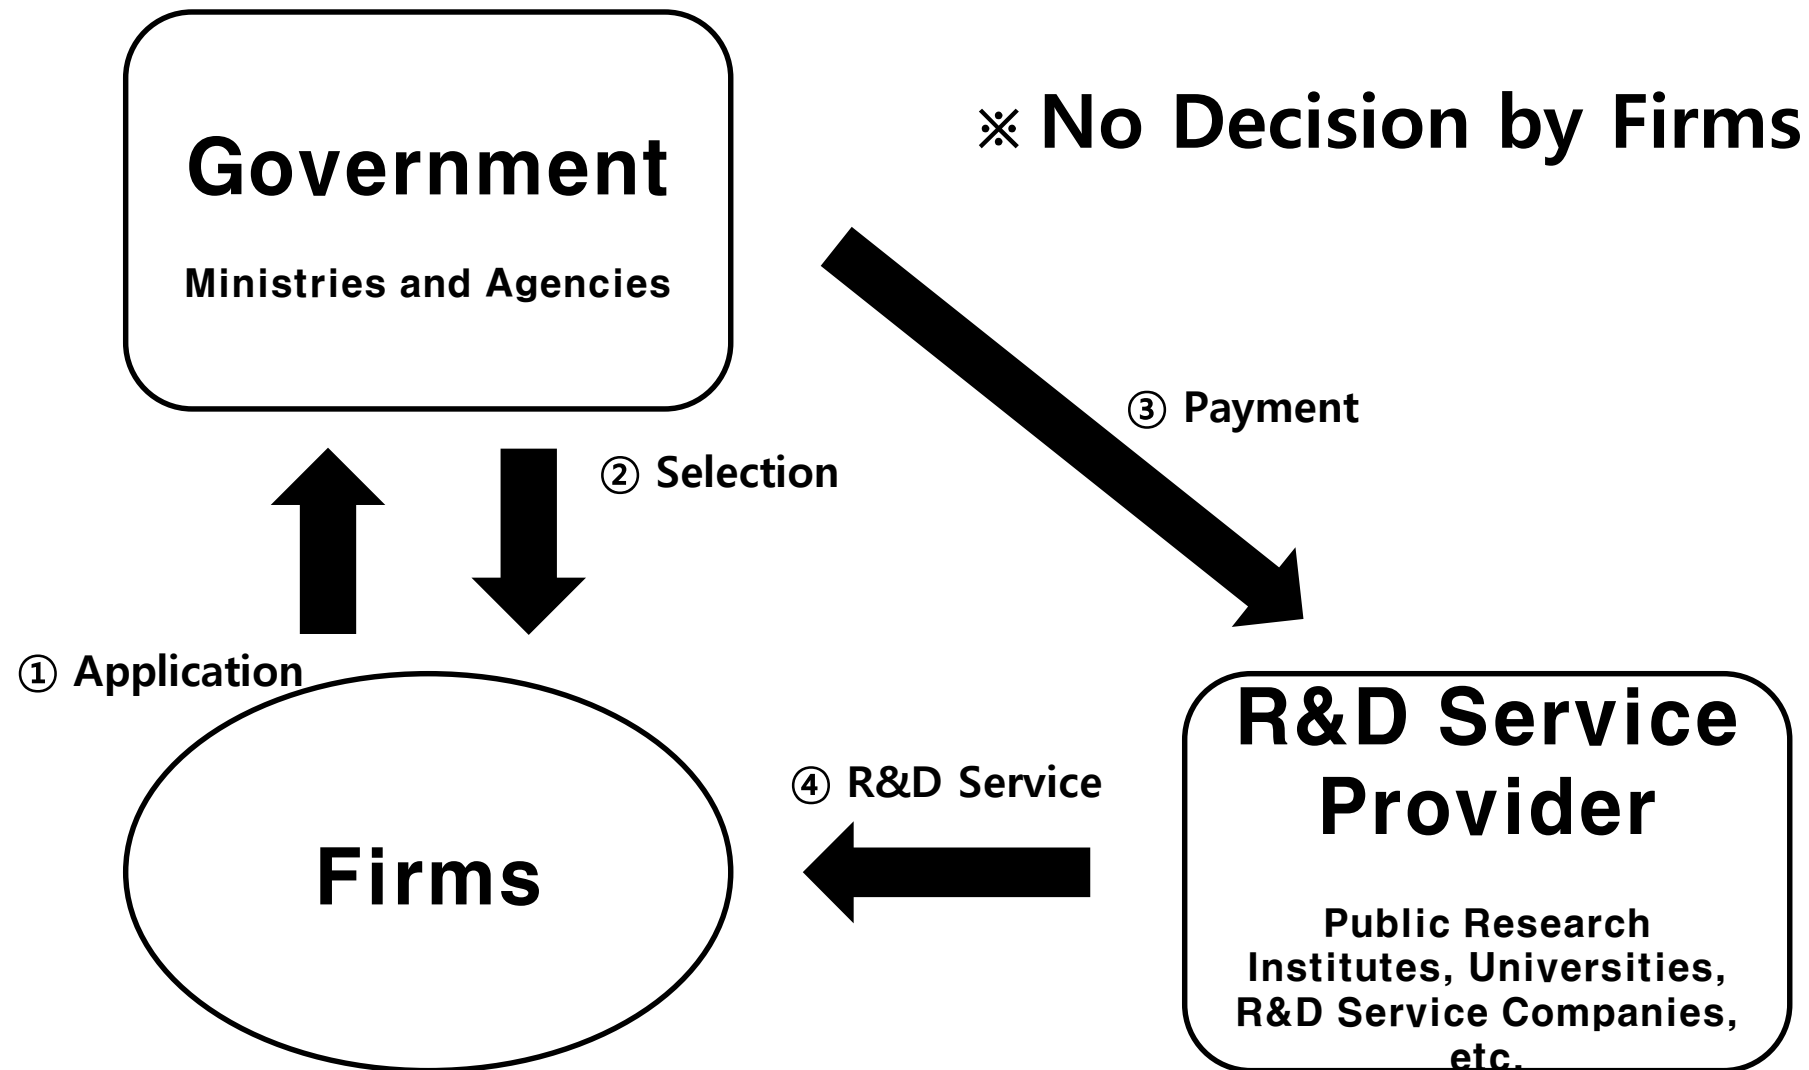 Government
Ministries and Agencies
※ No Decision by Firms
③ Payment
② Selection
① Application
Firms
④ R&D Service
R&D Service
Provider
Public Research
Institutes, Universities,
R&D Service Companies,
etc.